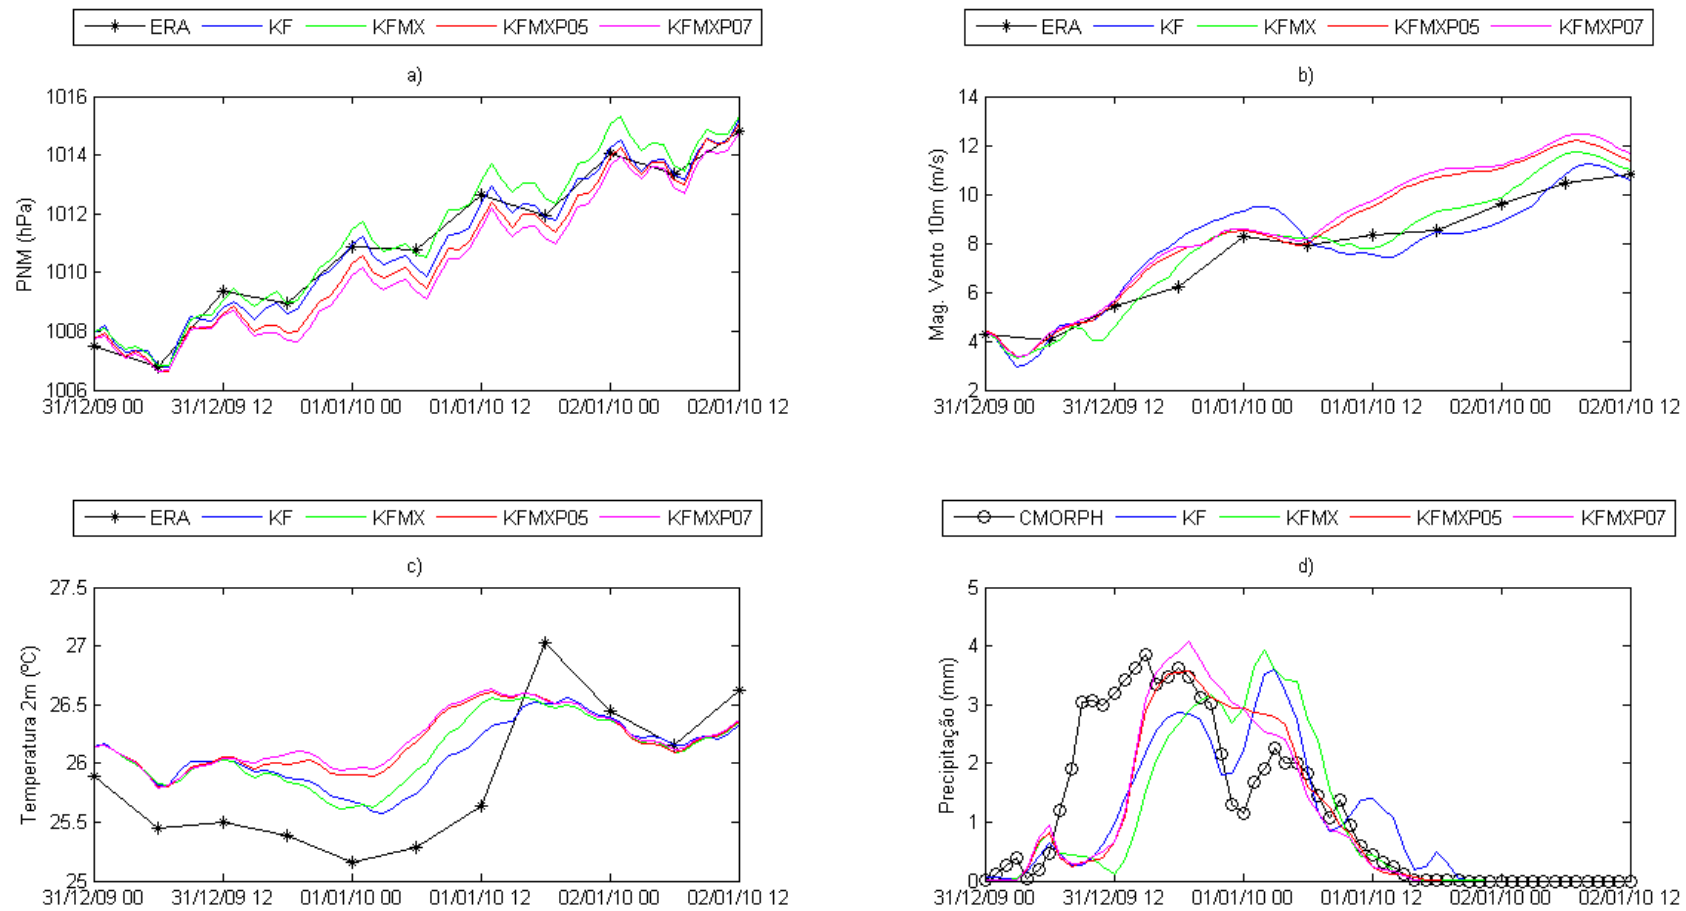 ERA KF KFMX KFMXP05 KFMXP07
a)
PNM (hPa)
1016
1014
1012
1010
1008
1006
31/12/09 00 31/12/09 12 01/01/10 00 01/01/10 12 02/01/10 00 02/01/10 12
ERA KF KFMX KFMXP05 KFMXP07
b)
Mag. Vento 10m (m/s)
14
12
10
8
6
4
2
31/12/09 00 31/12/09 12 01/01/10 00 01/01/10 12 02/01/10 00 02/01/10 12
ERA KF KFMX KFMXP05 KFMXP07
c)
Temperatura 2m (ºC)
27.5
27
26.5
26
25.5
25
31/12/09 00 31/12/09 12 01/01/10 00 01/01/10 12 02/01/10 00 02/01/10 12
CMORPH KF KFMX KFMXP05 KFMXP07
d)
Precipitação (mm)
5
4
3
2
1
0
31/12/09 00 31/12/09 12 01/01/10 00 01/01/10 12 02/01/10 00 02/01/10 12